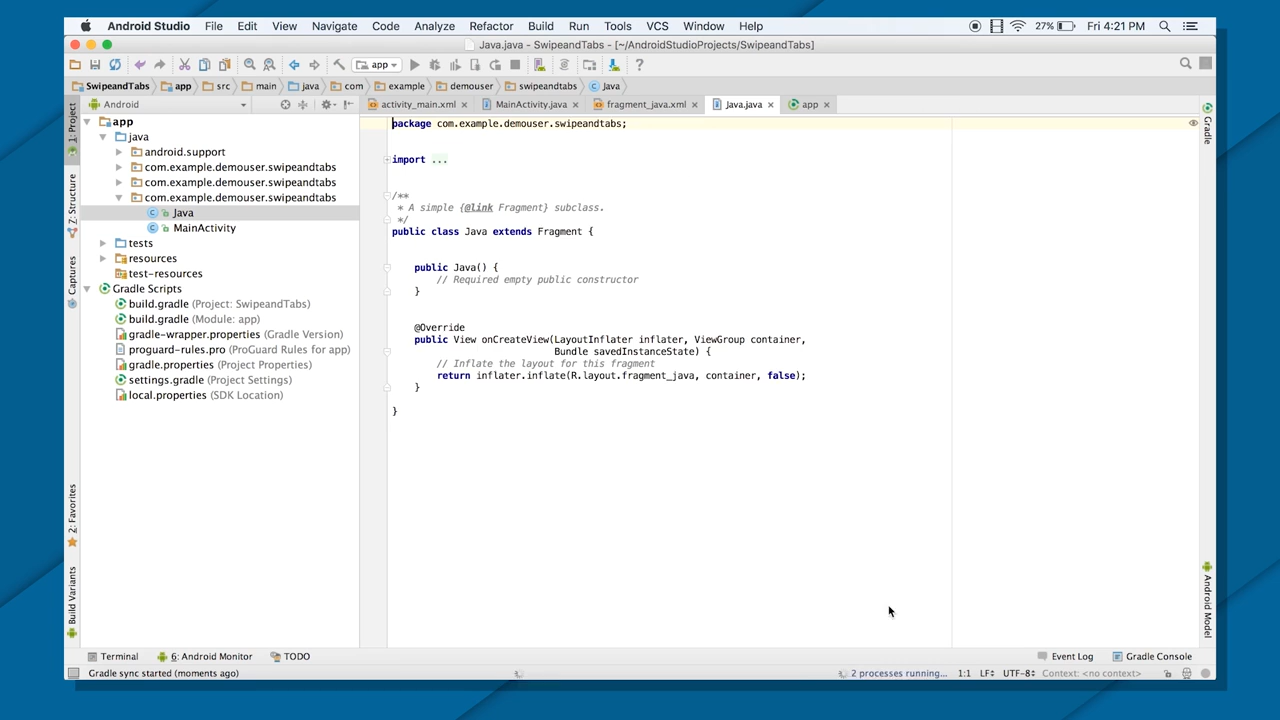 Android Studio File Edit View Navigate Code Analyze Refactor Build Run Tools VCS Window Help 27% Fri 4:21 PM
Java.java - SwipeandTabs - [~/AndroidStudioProjects/SwipeandTabs]
app
SwipeandTabs app src main java com example demouser swipeandtabs Java
1: Project
Android
activity_main.xml MainActivity.java fragment_java.xml Java.java app
Gradle
app
java
android.support
com.example.demouser.swipeandtabs
com.example.demouser.swipeandtabs
com.example.demouser.swipeandtabs
Java
MainActivity
tests
resources
test-resources
Gradle Scripts
build.gradle (Project: SwipeandTabs)
build.gradle (Module: app)
gradle-wrapper.properties (Gradle Version)
proguard-rules.pro (ProGuard Rules for app)
gradle.properties (Project Properties)
settings.gradle (Project Settings)
local.properties (SDK Location)
7: Structure
Captures
2: Favorites
Build Variants
package com.example.demouser.swipeandtabs;
import ...
/**
* A simple {@link Fragment} subclass.
*/
public class Java extends Fragment {
public Java() {
// Required empty public constructor
}
@Override
public View onCreateView(LayoutInflater inflater, ViewGroup container,
Bundle savedInstanceState) {
// Inflate the layout for this fragment
return inflater.inflate(R.layout.fragment_java, container, false);
}
}
Android Model
Terminal 6: Android Monitor TODO Event Log Gradle Console
Gradle sync started (moments ago) 2 processes running... 1:1 LF UTF-8 Context: <no context>